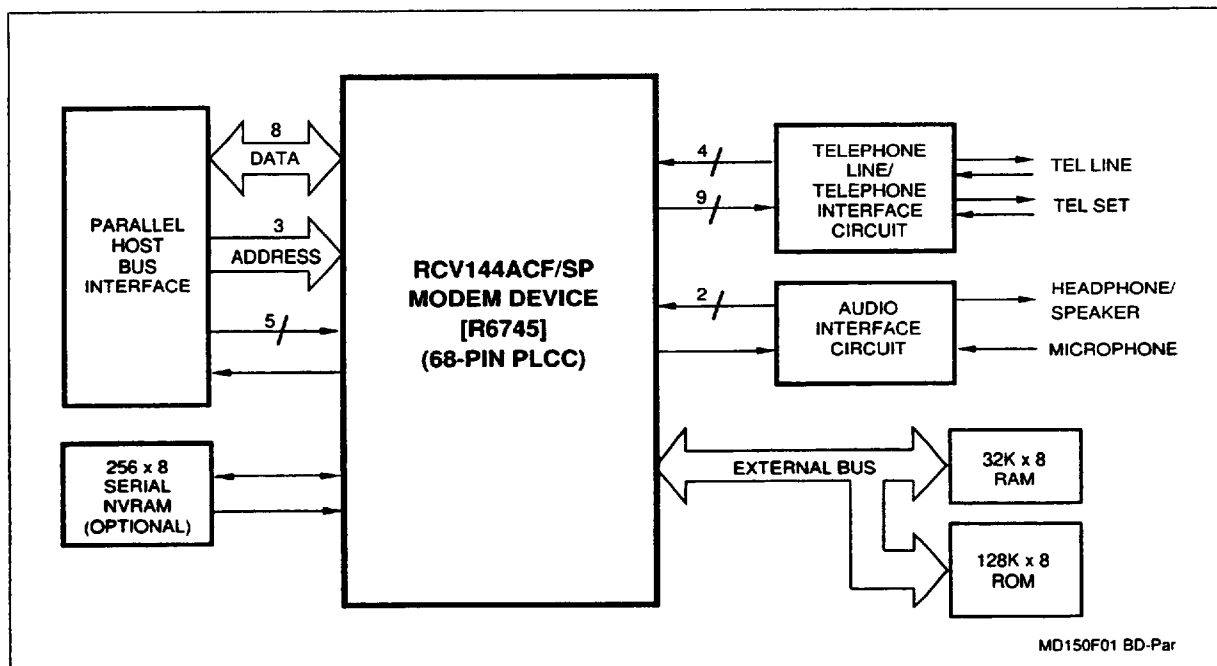 PARALLEL
HOST
BUS
INTERFACE
8
DATA
3
ADDRESS
5
256 x 8
SERIAL
NVRAM
(OPTIONAL)
RCV144ACF/SP
MODEM DEVICE
[R6745]
(68-PIN PLCC)
4
9
TELEPHONE
LINE/
TELEPHONE
INTERFACE
CIRCUIT
TEL LINE
TEL SET
2
AUDIO
INTERFACE
CIRCUIT
HEADPHONE/
SPEAKER
MICROPHONE
EXTERNAL BUS
32K x 8
RAM
128K x 8
ROM
MD150F01 BD-Par